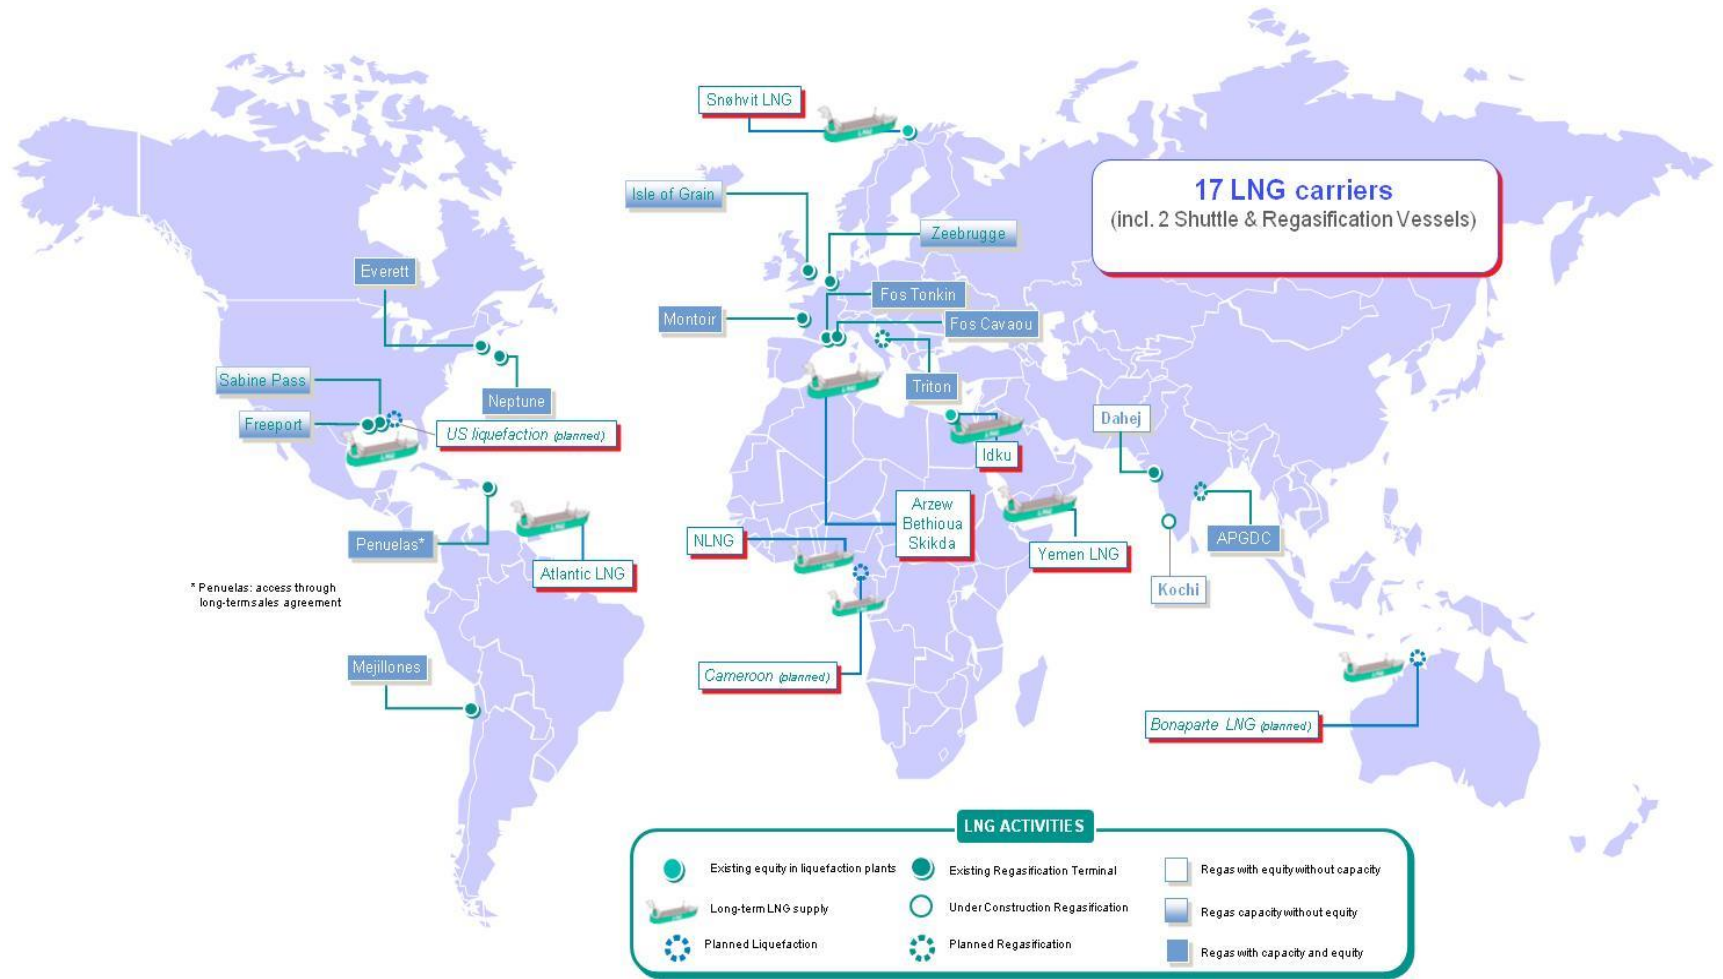 Snøhvit LNG
17 LNG carriers
(incl. 2 Shuttle & Regasification Vessels)
Isle of Grain
Zeebrugge
Everett
Fos Tonkin
Montoir
Fos Cavaou
Sabine Pass
Neptune
Triton
Freeport
US liquefaction (planned)
Dahej
Idku
Arzew
Bethioua
Skikda
Penuelas*
NLNG
APGDC
Yemen LNG
Atlantic LNG
Kochi
* Penuelas: access through
long-term sales agreement
Mejillones
Cameroon (planned)
Bonaparte LNG (planned)
LNG ACTIVITIES
Existing equity in liquefaction plants
Existing Regasification Terminal
Regas with equity without capacity
Long-term LNG supply
Under Construction Regasification
Regas capacity without equity
Planned Liquefaction
Planned Regasification
Regas with capacity and equity